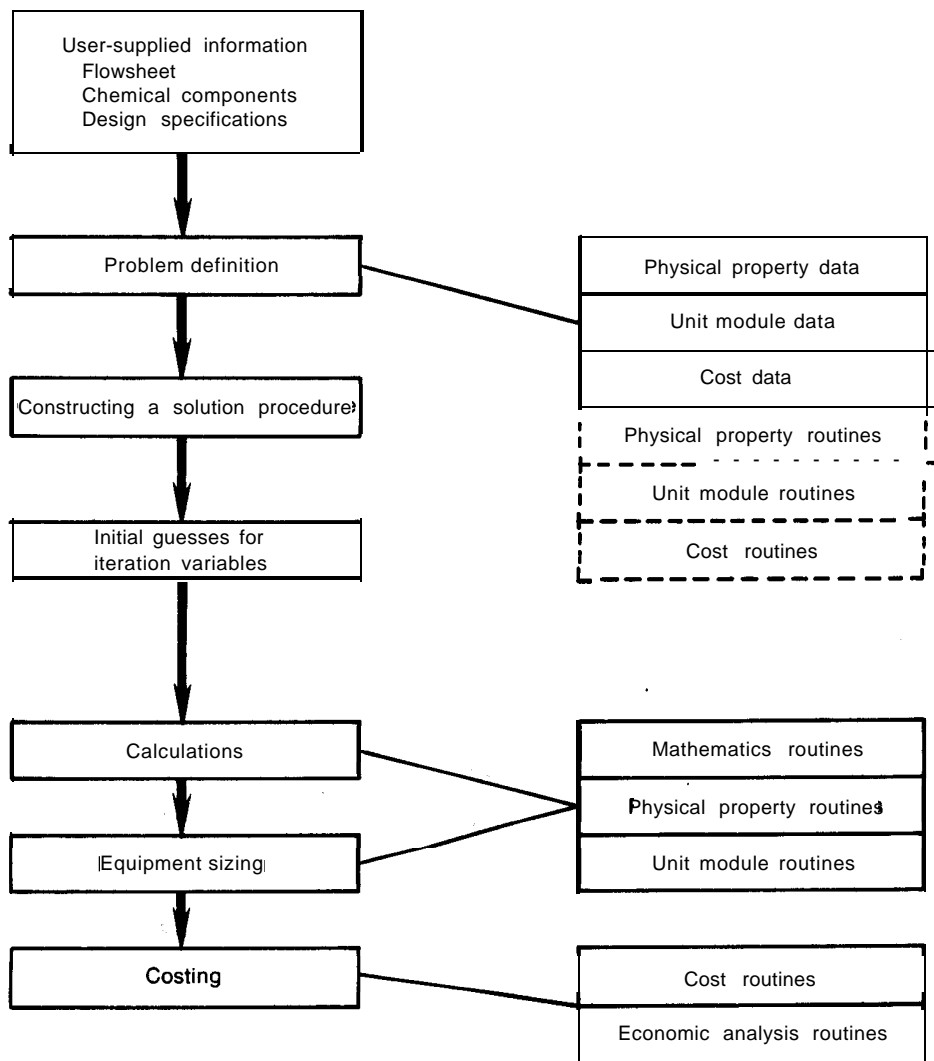 User-supplied information
Flowsheet
Chemical components
Design specifications
Problem definition
Constructing a solution procedure
Initial guesses for
iteration variables
Calculations
Equipment sizing
Costing
Physical property data
Unit module data
Cost data
Physical property routines
Unit module routines
Cost routines
Mathematics routines
Physical property routines
Unit module routines
Cost routines
Economic analysis routines